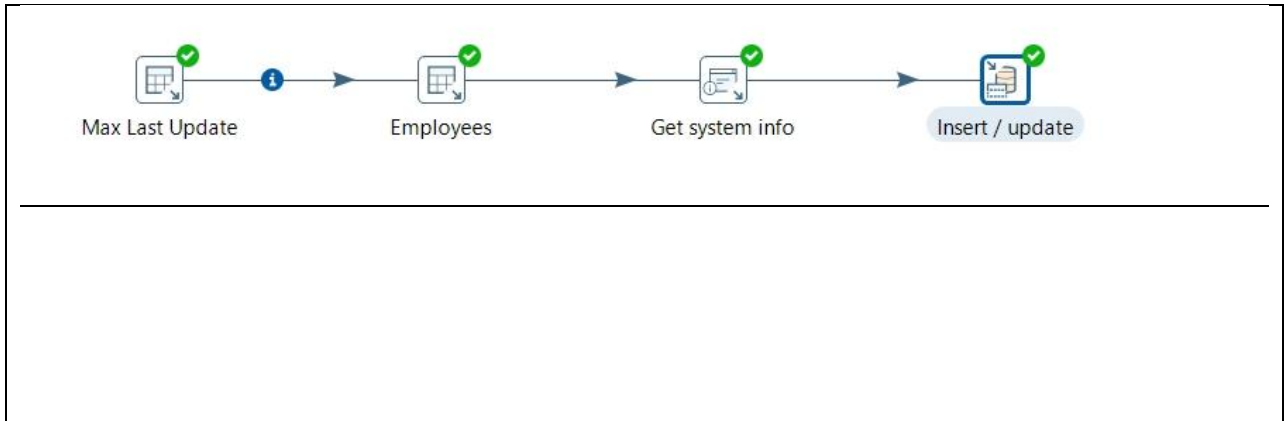 Max Last Update
Employees
Get system info
Insert / update